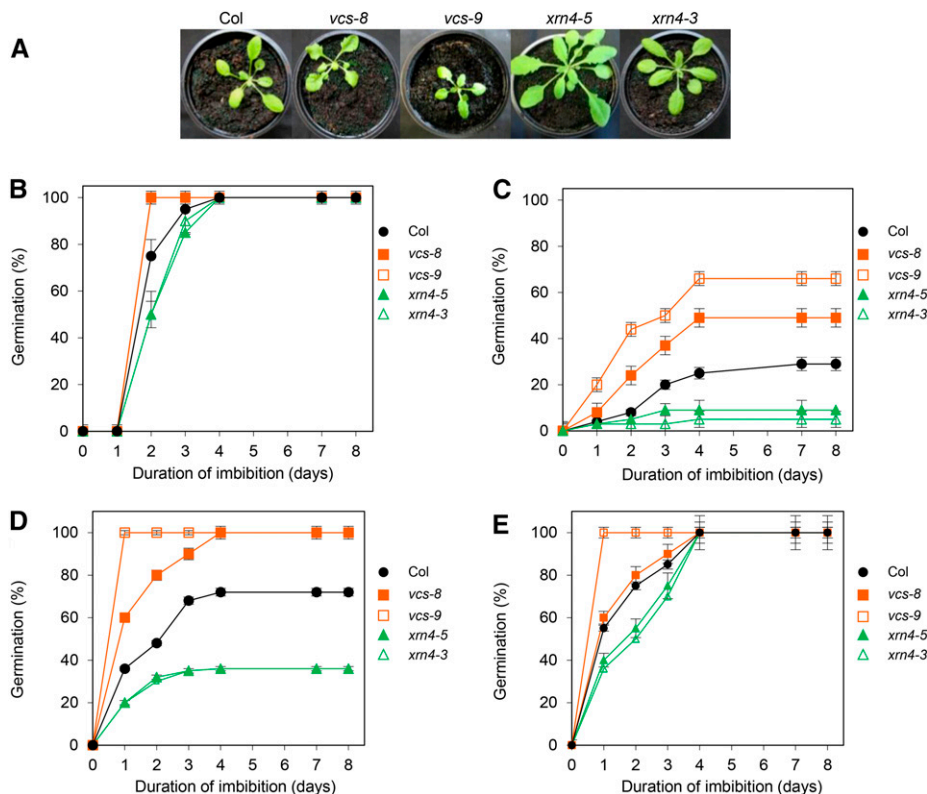 Col vcs-8 vcs-9 xrn4-5 xrn4-3
A
B
100
80
60
40
20
0
Germination (%)
0 1 2 3 4 5 6 7 8
Duration of imbibition (days)
Col
vcs-8
vcs-9
xrn4-5
xrn4-3
C
100
80
60
40
20
0
Germination (%)
0 1 2 3 4 5 6 7 8
Duration of imbibition (days)
Col
vcs-8
vcs-9
xrn4-5
xrn4-3
D
100
80
60
40
20
0
Germination (%)
0 1 2 3 4 5 6 7 8
Duration of imbibition (days)
Col
vcs-8
vcs-9
xrn4-5
xrn4-3
E
100
80
60
40
20
0
Germination (%)
0 1 2 3 4 5 6 7 8
Duration of imbibition (days)
Col
vcs-8
vcs-9
xrn4-5
xrn4-3